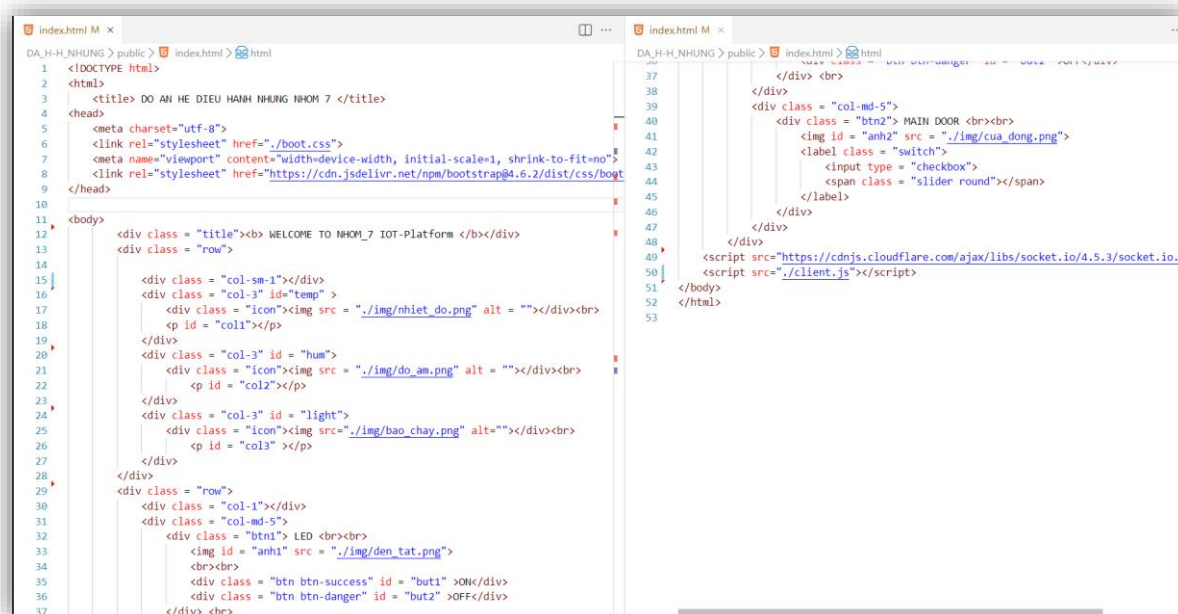 index.html M ×
DA_H-H_NHUNG > public > index.html > html
1 <!DOCTYPE html>
2 <html>
3 <title> DO AN HE DIEU HANH NHUNG NHOM 7 </title>
4 <head>
5 <meta charset="utf-8">
6 <link rel="stylesheet" href="./boot.css">
7 <meta name="viewport" content="width=device-width, initial-scale=1, shrink-to-fit=no">
8 <link rel="stylesheet" href="https://cdn.jsdelivr.net/npm/bootstrap@4.6.2/dist/css/boot
9 </head>
10
11 <body>
12 <div class = "title"><b> WELCOME TO NHOM_7 IOT-Platform </b></div>
13 <div class = "row">
14
15 <div class = "col-sm-1"></div>
16 <div class = "col-3" id="temp" >
17 <div class = "icon"><img src = "./img/nhiet_do.png" alt = ""></div><br>
18 <p id = "col1"></p>
19 </div>
20 <div class = "col-3" id = "hum">
21 <div class = "icon"><img src = "./img/do_am.png" alt = ""></div><br>
22 <p id = "col2"></p>
23 </div>
24 <div class = "col-3" id = "light">
25 <div class = "icon"><img src="./img/bao_chay.png" alt=""></div><br>
26 <p id = "col3" ></p>
27 </div>
28 </div>
29 <div class = "row">
30 <div class = "col-1"></div>
31 <div class = "col-md-5">
32 <div class = "btn1"> LED <br><br>
33 <img id = "anh1" src = "./img/den_tat.png">
34 <br><br>
35 <div class = "btn btn-success" id = "but1" >ON</div>
36 <div class = "btn btn-danger" id = "but2" >OFF</div>
37 </div> <br>
index.html M ×
DA_H-H_NHUNG > public > index.html > html
36 <div class = "btn btn-danger" id = "but2" >OFF</div>
37 </div> <br>
38 </div>
39 <div class = "col-md-5">
40 <div class = "btn2"> MAIN DOOR <br><br>
41 <img id = "anh2" src = "./img/cua_dong.png">
42 <label class = "switch">
43 <input type = "checkbox">
44 <span class = "slider round"></span>
45 </label>
46 </div>
47 </div>
48 </div>
49 <script src="https://cdnjs.cloudflare.com/ajax/libs/socket.io/4.5.3/socket.io.
50 <script src="./client.js"></script>
51 </body>
52 </html>
53